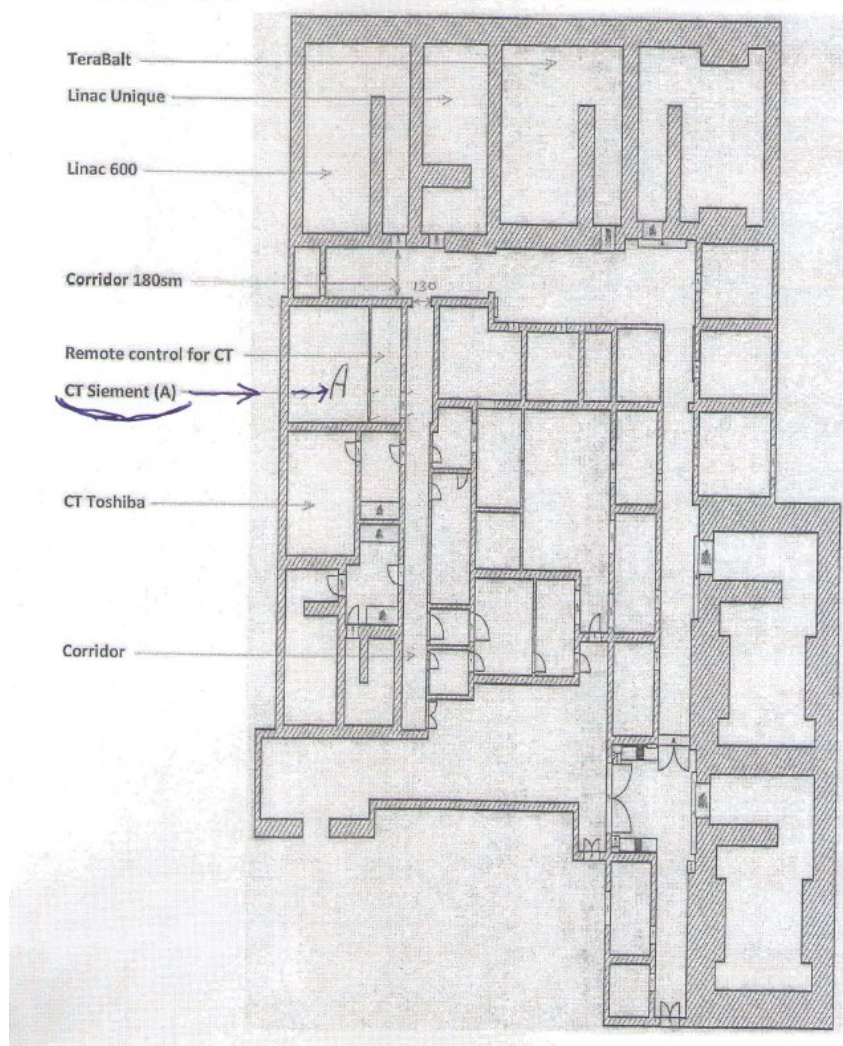 TeraBalt
Linac Unique
Linac 600
Corridor 180sm
130
Remote control for CT
CT Siement (A)
A
CT Toshiba
Corridor